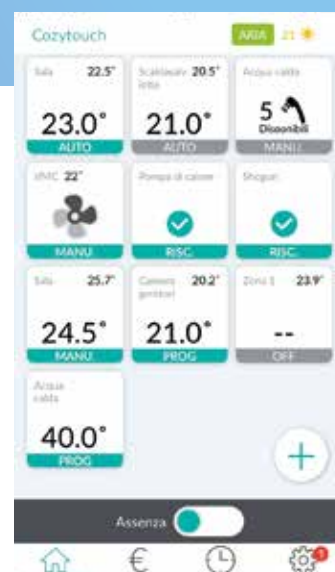 Cozytouch
ARIA 21
Sala 22.5°
23.0°
AUTO
20.5°
21.0°
AUTO
Acqua calda
5
Disponibili
MANU
VMC 22°
MANU
Pompa di calore
RISC.
Shogun
RISC.
Sala 25.7°
24.5°
MANU
Camera 20.2°
genitori
21.0°
PROG
Zona 1 23.9°
--
OFF
Acqua
calda
40.0°
PROG
+
Assenza
€